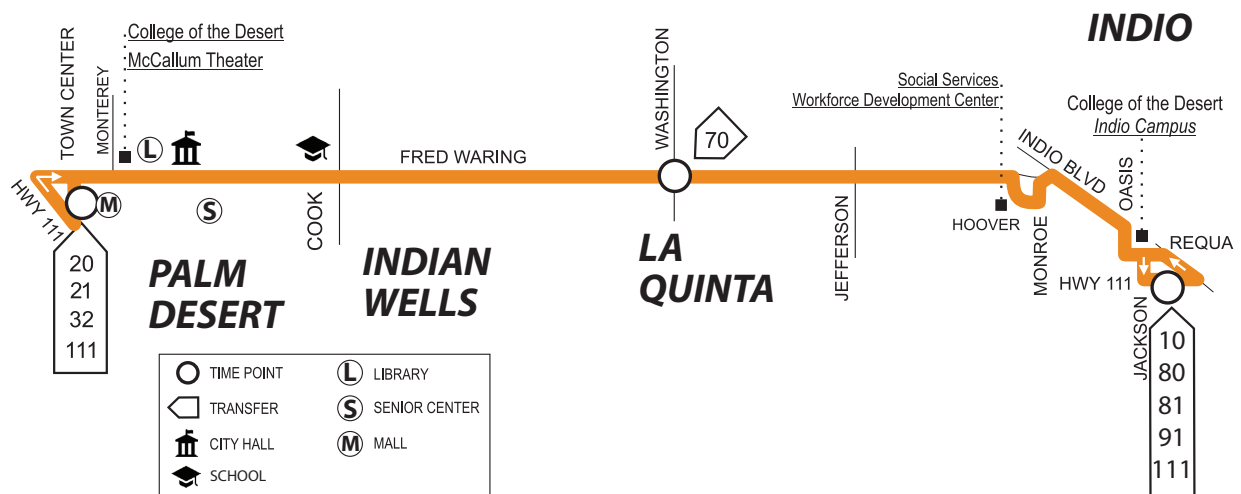 TOWN CENTER
MONTEREY
College of the Desert
McCallum Theater
L
WASHINGTON
70
INDIO
Social Services
Workforce Development Center
College of the Desert
Indio Campus
FRED WARING
INDIO BLVD
OASIS
HWY 111
M
S
COOK
HOOVER
MONROE
JEFFERSON
REQUA
HWY 111
JACKSON
20
21
32
111
PALM
DESERT
INDIAN
WELLS
LA
QUINTA
10
80
81
91
111
TIME POINT
L LIBRARY
TRANSFER
S SENIOR CENTER
CITY HALL
M MALL
SCHOOL